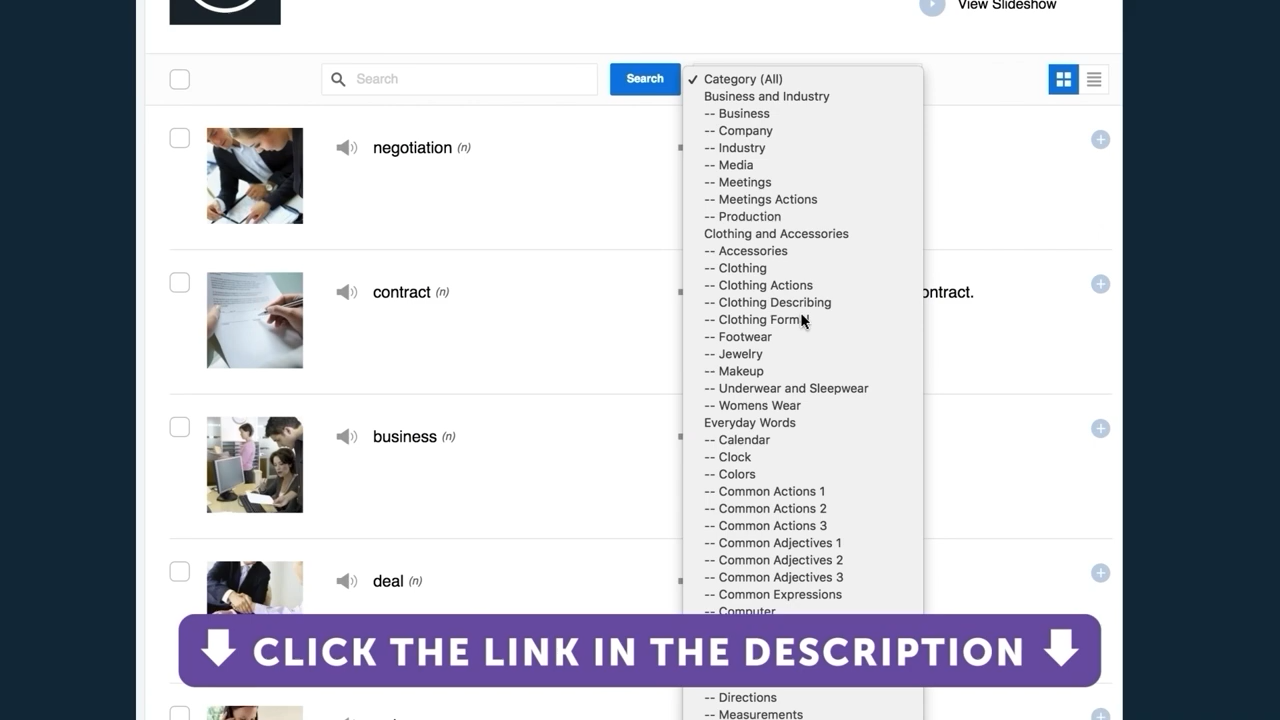 View Slideshow
Search
Search
✓ Category (All)
Business and Industry
-- Business
-- Company
-- Industry
-- Media
-- Meetings
-- Meetings Actions
-- Production
Clothing and Accessories
-- Accessories
-- Clothing
-- Clothing Actions
-- Clothing Describing
-- Clothing Formal
-- Footwear
-- Jewelry
-- Makeup
-- Underwear and Sleepwear
-- Womens Wear
Everyday Words
-- Calendar
-- Clock
-- Colors
-- Common Actions 1
-- Common Actions 2
-- Common Actions 3
-- Common Adjectives 1
-- Common Adjectives 2
-- Common Adjectives 3
-- Common Expressions
-- Computer
-- Directions
-- Measurements
negotiation (n)
contract (n)
ontract.
business (n)
deal (n)
CLICK THE LINK IN THE DESCRIPTION